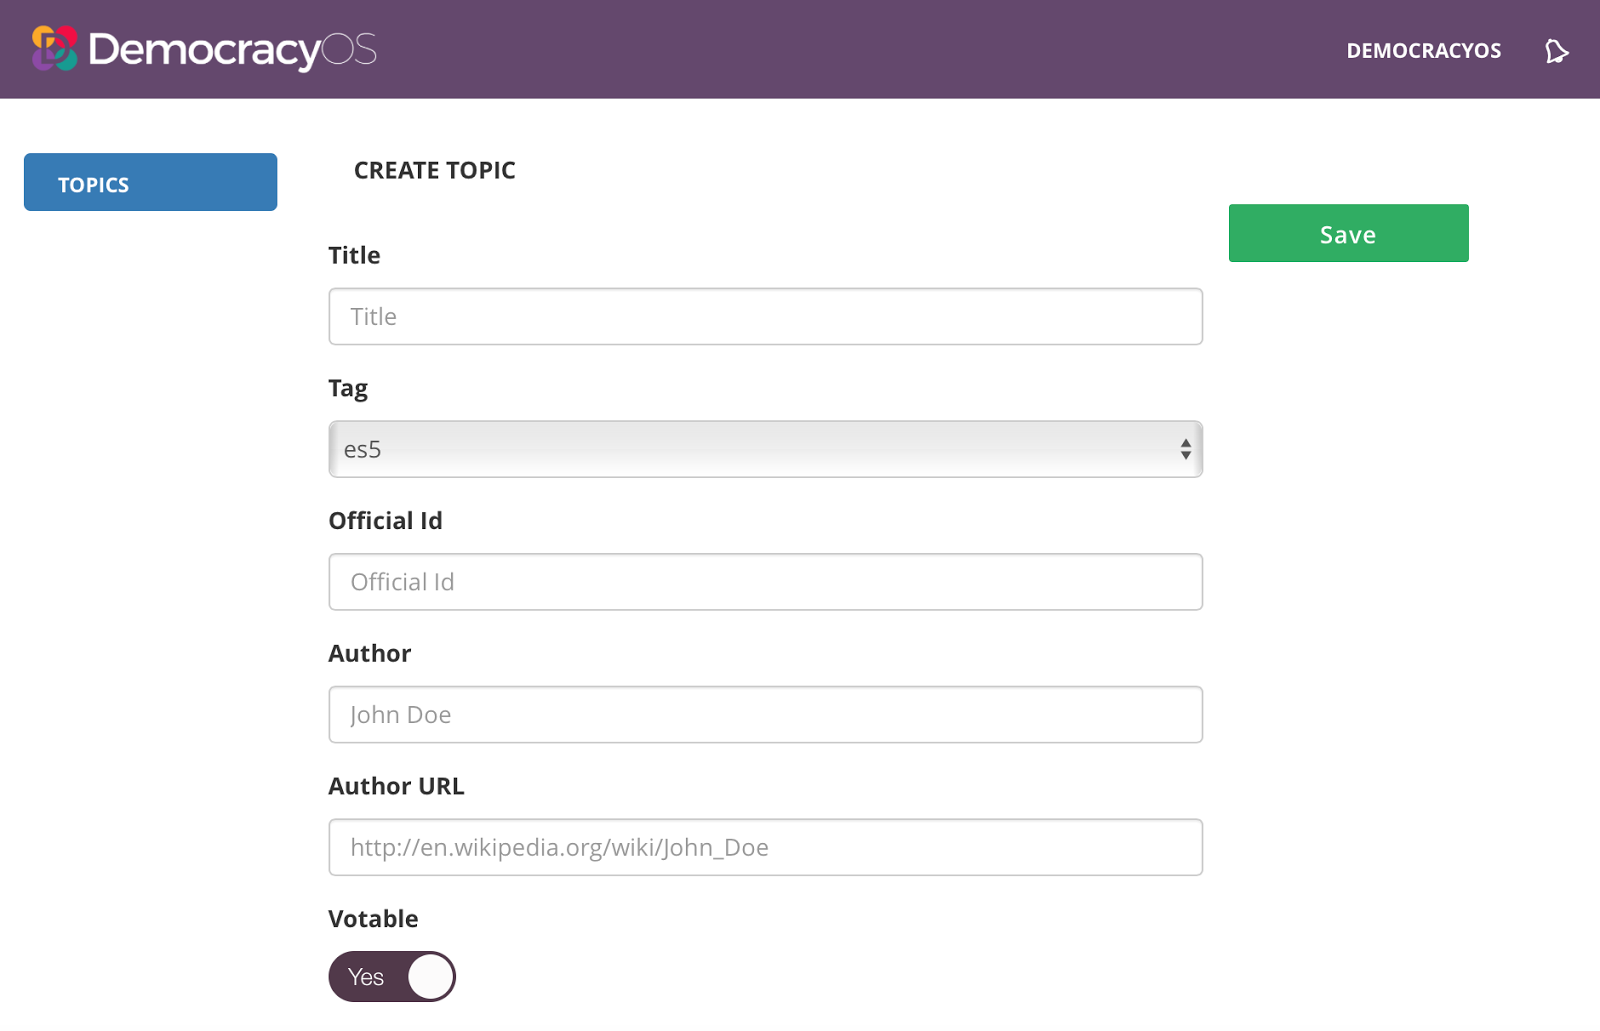 DemocracyOS
DEMOCRACYOS
TOPICS
CREATE TOPIC
Save
Title
Title
Tag
es5
Official Id
Official Id
Author
John Doe
Author URL
http://en.wikipedia.org/wiki/John_Doe
Votable
Yes